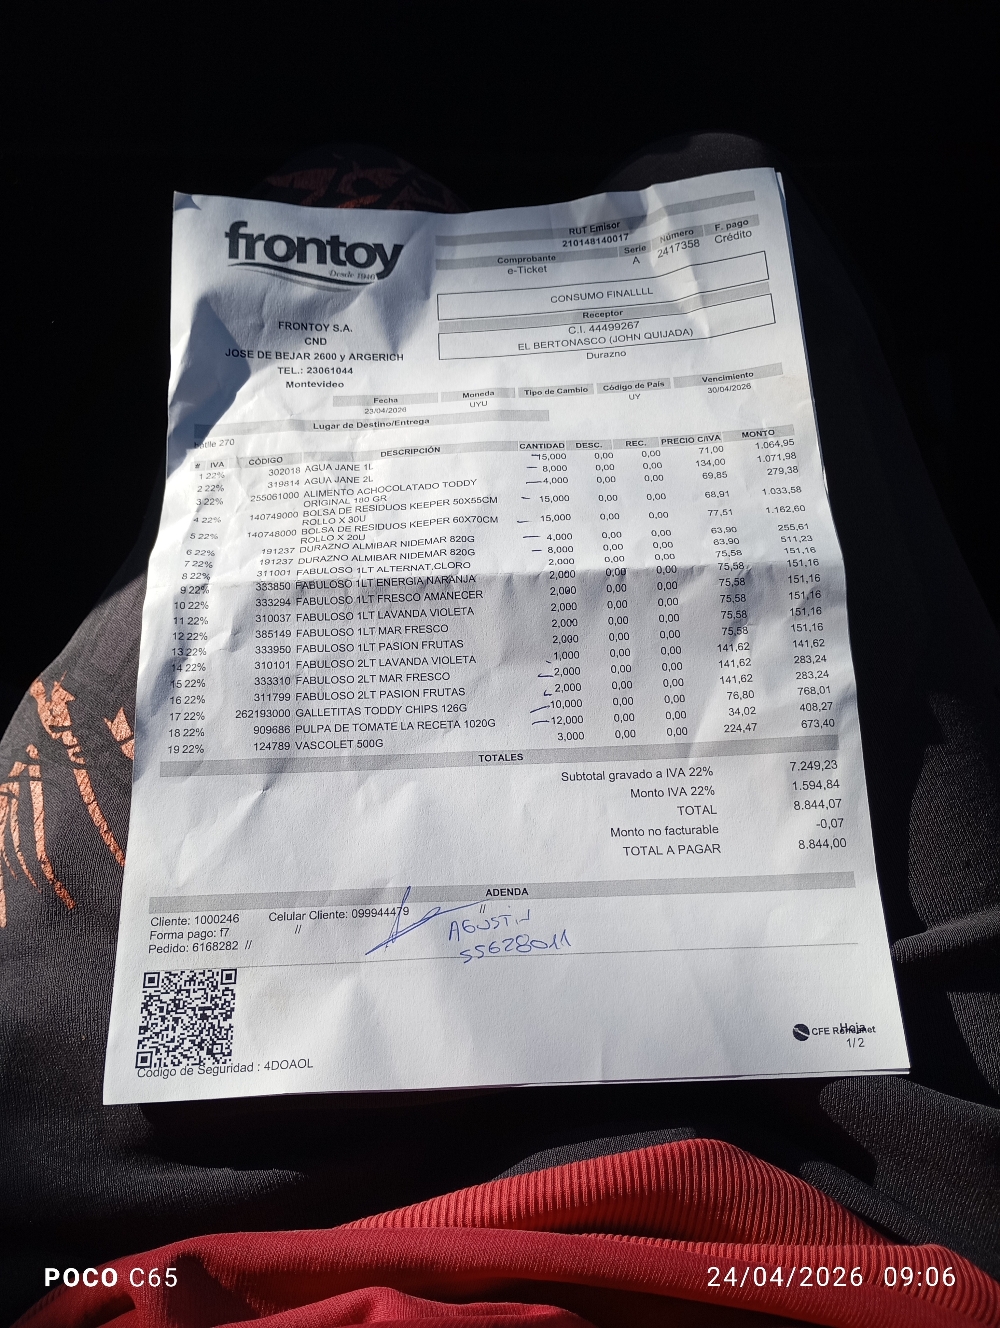 frontoy
Desde 1940
RUT Emisor
210148140017
Comprobante Serie Número F. pago
e-Ticket A 2417358 Crédito
CONSUMO FINALLLL
Receptor
C.I. 44499267
EL BERTONASCO (JOHN QUIJADA)
Durazno
FRONTOY S.A.
CND
JOSE DE BEJAR 2600 y ARGERICH
TEL.: 23061044
Montevideo
Fecha Moneda Tipo de Cambio Código de País Vencimiento
23/04/2026 UYU UY 30/04/2026
Lugar de Destino/Entrega
270
# IVA CÓDIGO DESCRIPCIÓN CANTIDAD DESC. REC. PRECIO C/IVA MONTO
1 22% 302018 AGUA JANE 1L 15,000 0,00 0,00 71,00 1.064,95
2 22% 319814 AGUA JANE 2L 8,000 0,00 0,00 134,00 1.071,98
3 22% 255061000 ALIMENTO ACHOCOLATADO TODDY 4,000 0,00 0,00 69,85 279,38
ORIGINAL 180 GR
4 22% 140749000 BOLSA DE RESIDUOS KEEPER 50X55CM 15,000 0,00 0,00 68,91 1.033,58
ROLLO X 30U
5 22% 140748000 BOLSA DE RESIDUOS KEEPER 60X70CM 15,000 0,00 0,00 77,51 1.162,60
ROLLO X 20U
6 22% 191237 DURAZNO ALMIBAR NIDEMAR 820G 4,000 0,00 0,00 63,90 255,61
7 22% 191237 DURAZNO ALMIBAR NIDEMAR 820G 8,000 0,00 0,00 63,90 511,23
8 22% 311001 FABULOSO 1LT ALTERNAT.CLORO 2,000 0,00 0,00 75,58 151,16
9 22% 333850 FABULOSO 1LT ENERGIA NARANJA 2,000 0,00 0,00 75,58 151,16
10 22% 333294 FABULOSO 1LT FRESCO AMANECER 2,000 0,00 0,00 75,58 151,16
11 22% 310037 FABULOSO 1LT LAVANDA VIOLETA 2,000 0,00 0,00 75,58 151,16
12 22% 385149 FABULOSO 1LT MAR FRESCO 2,000 0,00 0,00 75,58 151,16
13 22% 333950 FABULOSO 1LT PASION FRUTAS 2,000 0,00 0,00 75,58 151,16
14 22% 310101 FABULOSO 2LT LAVANDA VIOLETA 1,000 0,00 0,00 141,62 141,62
15 22% 333310 FABULOSO 2LT MAR FRESCO 2,000 0,00 0,00 141,62 283,24
16 22% 311799 FABULOSO 2LT PASION FRUTAS 2,000 0,00 0,00 141,62 283,24
17 22% 262193000 GALLETITAS TODDY CHIPS 126G 10,000 0,00 0,00 76,80 768,01
18 22% 909686 PULPA DE TOMATE LA RECETA 1020G 12,000 0,00 0,00 34,02 408,27
19 22% 124789 VASCOLET 500G 3,000 0,00 0,00 224,47 673,40
TOTALES
Subtotal gravado a IVA 22% 7.249,23
Monto IVA 22% 1.594,84
TOTAL 8.844,07
Monto no facturable -0,07
TOTAL A PAGAR 8.844,00
ADENDA
Cliente: 1000246 Celular Cliente: 099944479 //
Forma pago: f7 //
Pedido: 6168282 //
AGUSTIN
55628011
CFE
Hoja
1/2
Código de Seguridad : 4DOAOL
POCO C65
24/04/2026 09:06